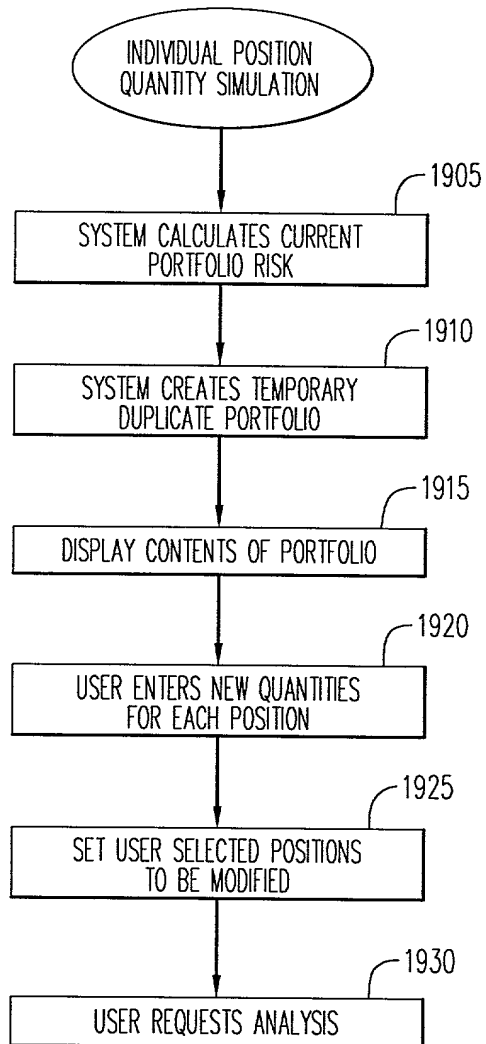 INDIVIDUAL POSITION
QUANTITY SIMULATION
1905
SYSTEM CALCULATES CURRENT
PORTFOLIO RISK
1910
SYSTEM CREATES TEMPORARY
DUPLICATE PORTFOLIO
1915
DISPLAY CONTENTS OF PORTFOLIO
1920
USER ENTERS NEW QUANTITIES
FOR EACH POSITION
1925
SET USER SELECTED POSITIONS
TO BE MODIFIED
1930
USER REQUESTS ANALYSIS